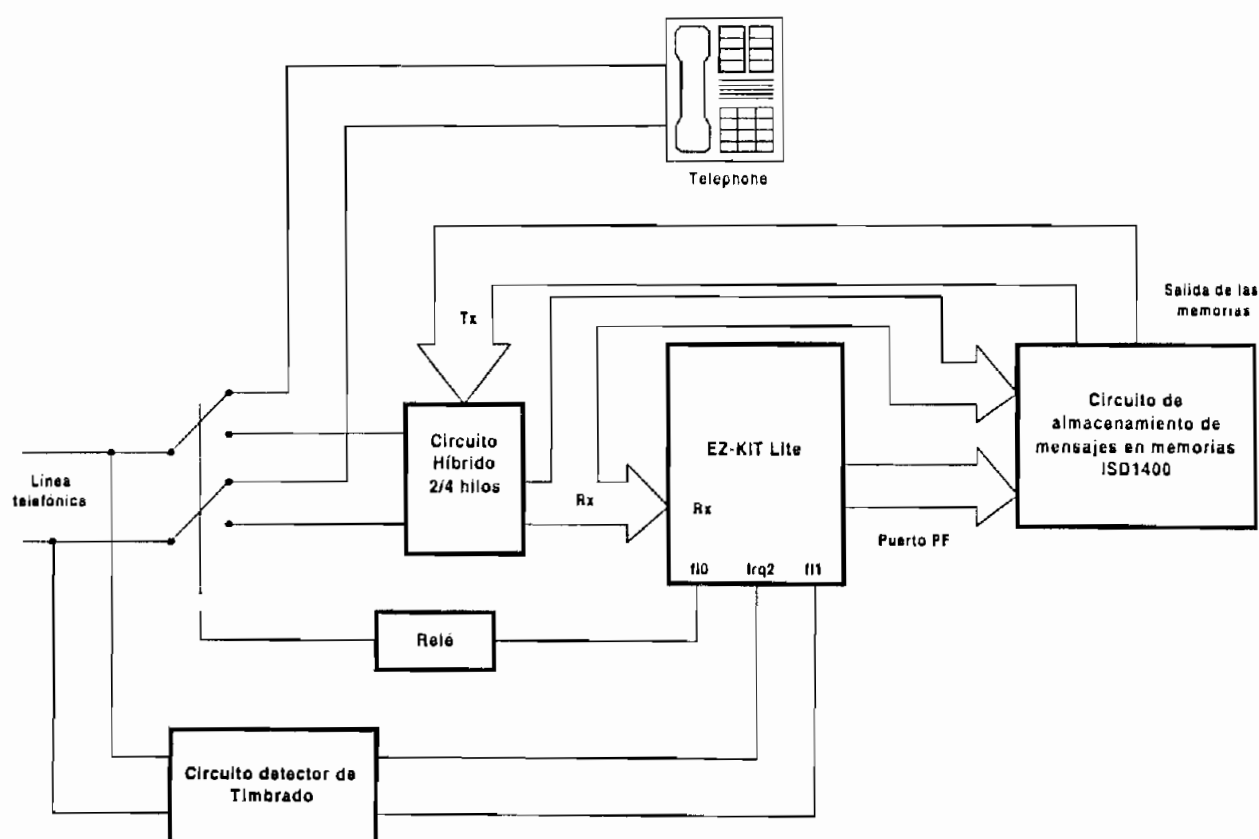 Telephone
Salida de las
memorias
Tx
Circuito
Híbrido
2/4 hilos
EZ-KIT Lite
Circuito de
almacenamiento de
mensajes en memorias
ISD1400
Línea
telefónica
Rx
Rx
Puerto PF
fl0 Irq2 fl1
Relé
Circuito detector de
Timbrado